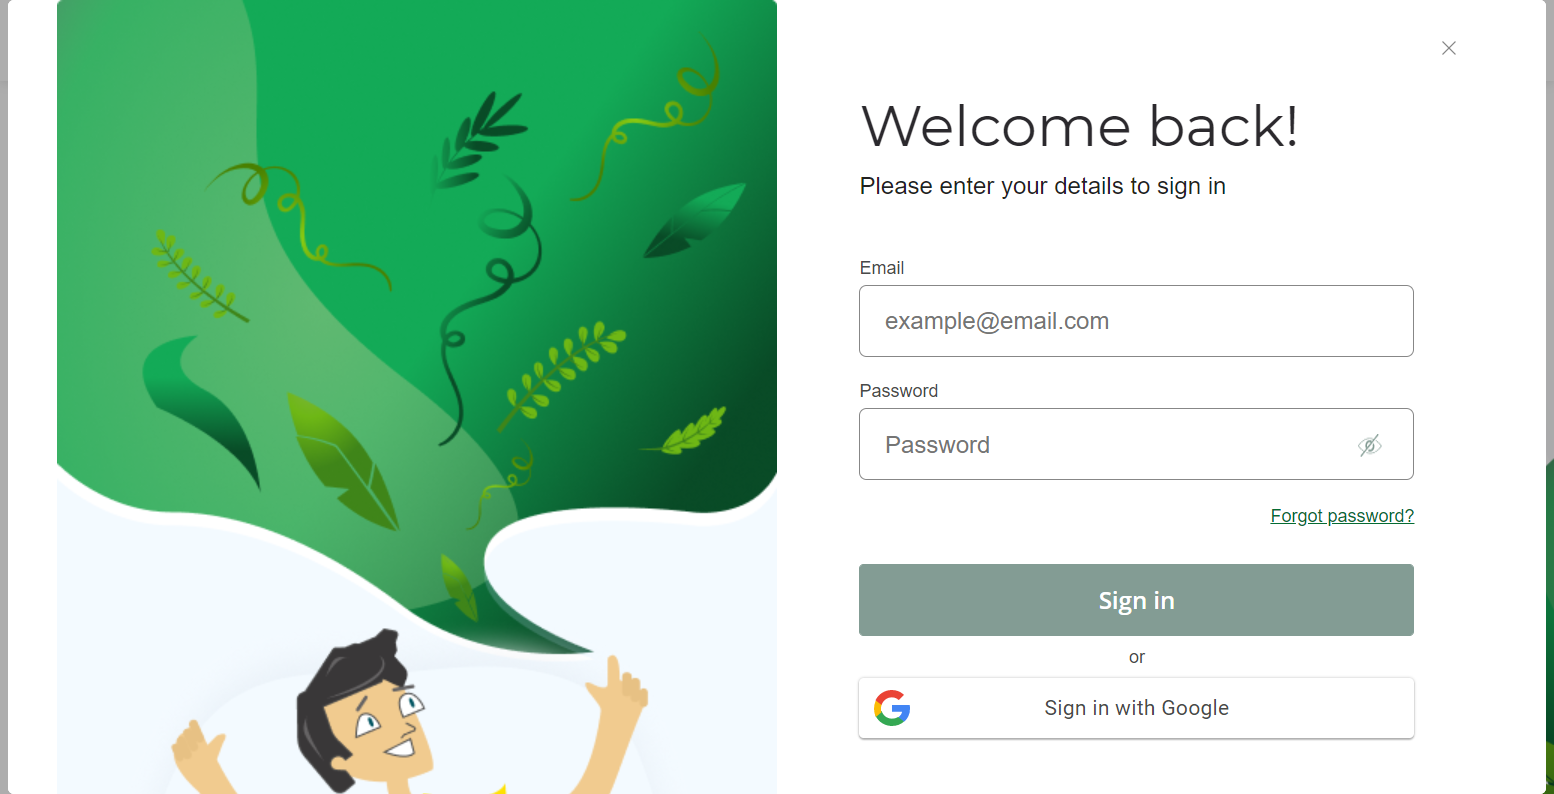 Welcome back!
Please enter your details to sign in
Email
example@email.com
Password
Password
Forgot password?
Sign in
or
Sign in with Google